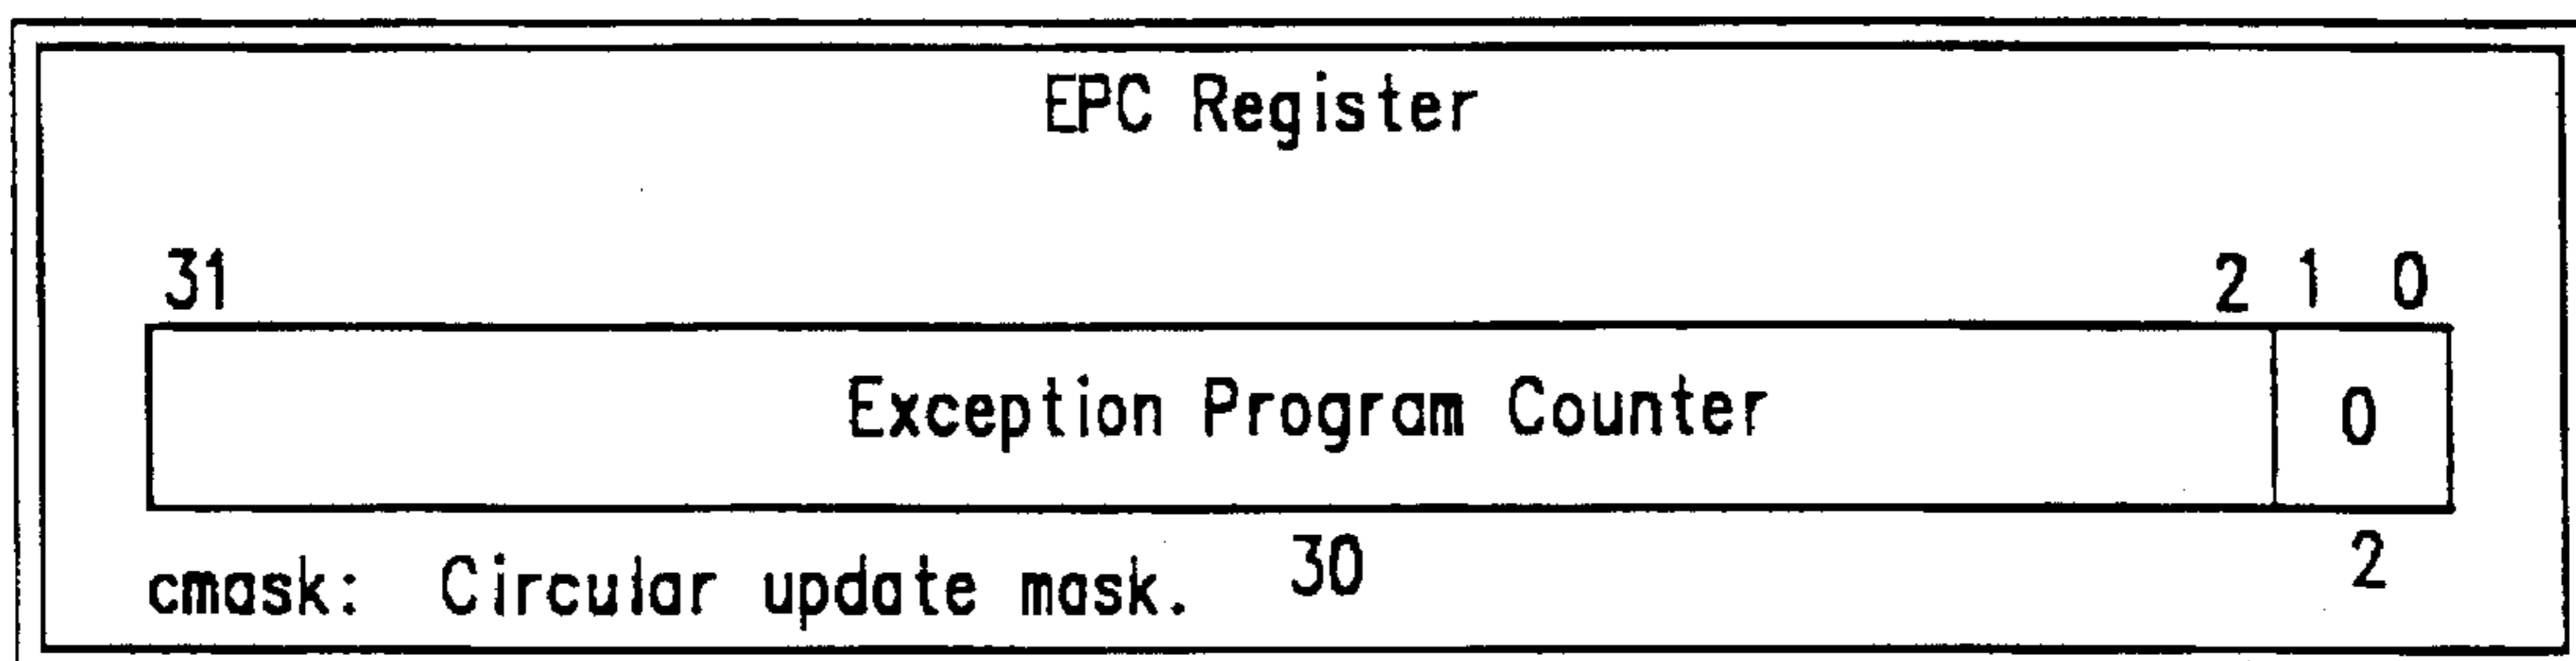 EPC Register
31 2 1 0
Exception Program Counter 0
cmask: Circular update mask. 30 2